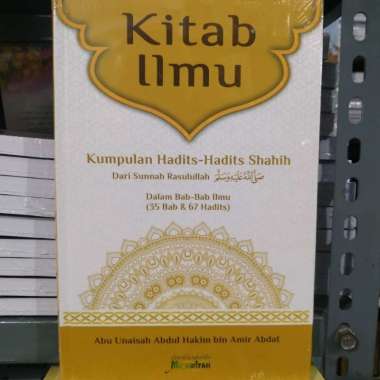 Kitab
Ilmu
Kumpulan Hadits-Hadits Shahih
Dari Sunnah Rasulullah ﷺ
Dalam Bab-Bab Ilmu
(35 Bab & 67 Hadits)
Abu Unaisah Abdul Hakim bin Amir Abdat